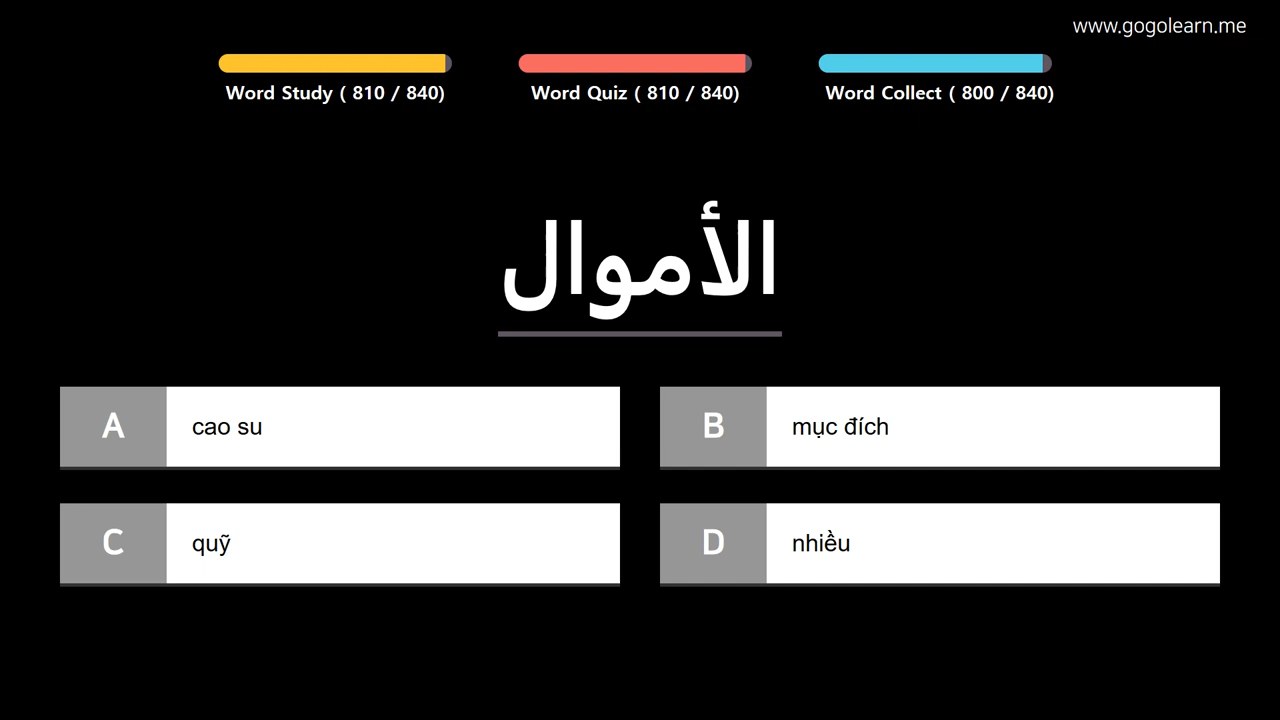 www.gogolearn.me
Word Study ( 810 / 840)
Word Quiz ( 810 / 840)
Word Collect ( 800 / 840)
الأموال
A
cao su
B
mục đích
C
quỹ
D
nhiều